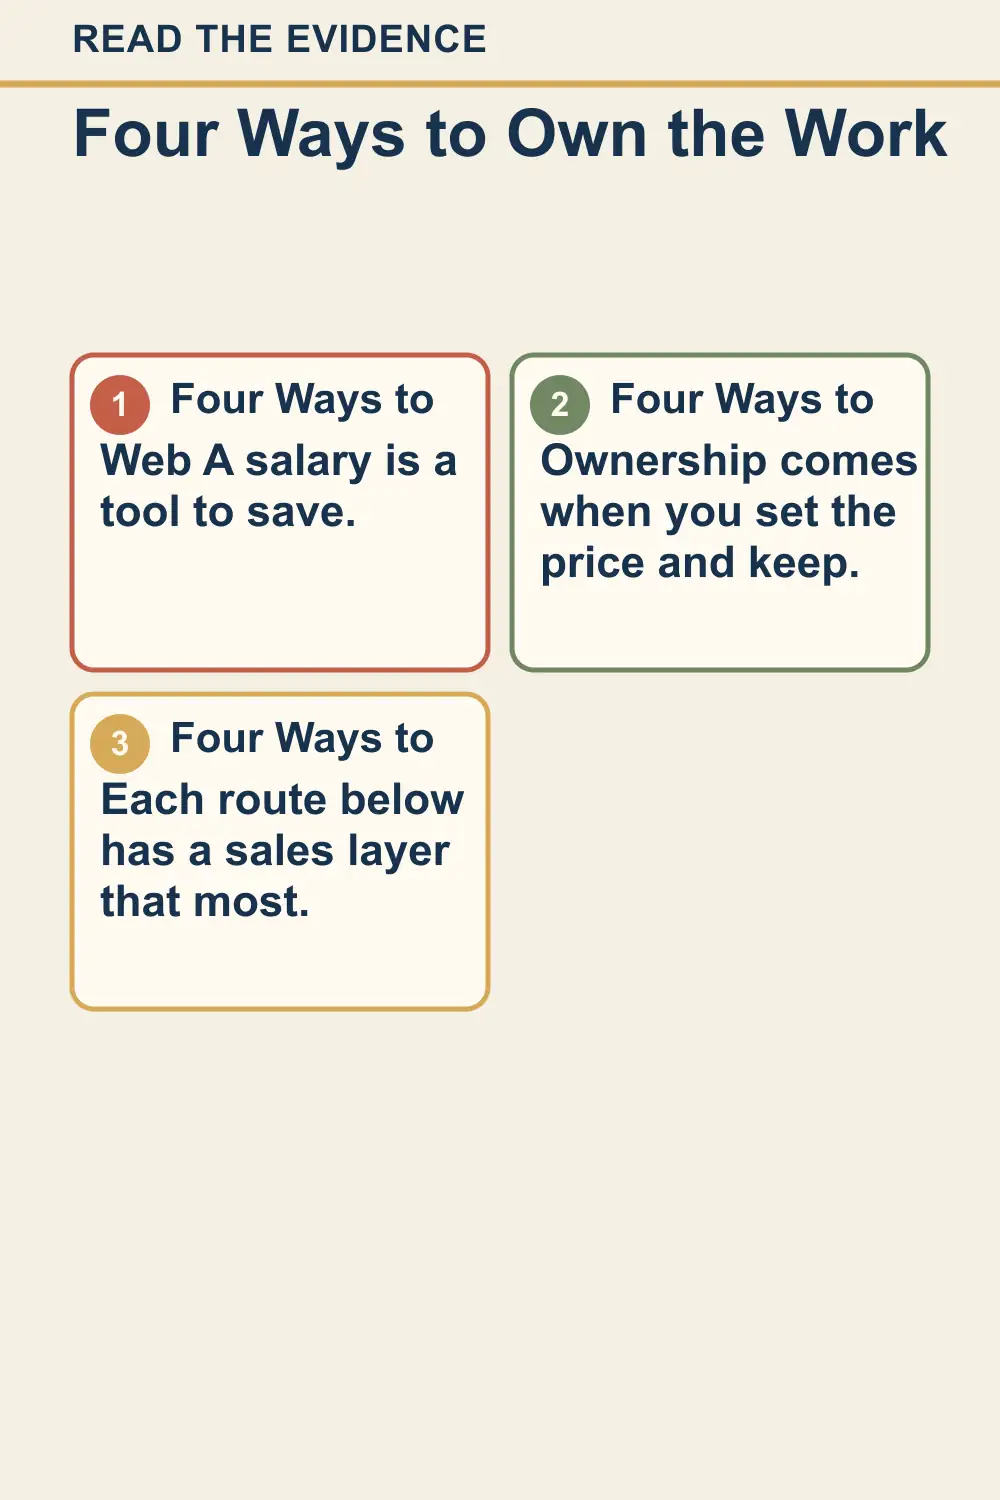 READ THE EVIDENCE
Four Ways to Own the Work
1 Four Ways to
Web A salary is a
tool to save.
2 Four Ways to
Ownership comes
when you set the
price and keep.
3 Four Ways to
Each route below
has a sales layer
that most.